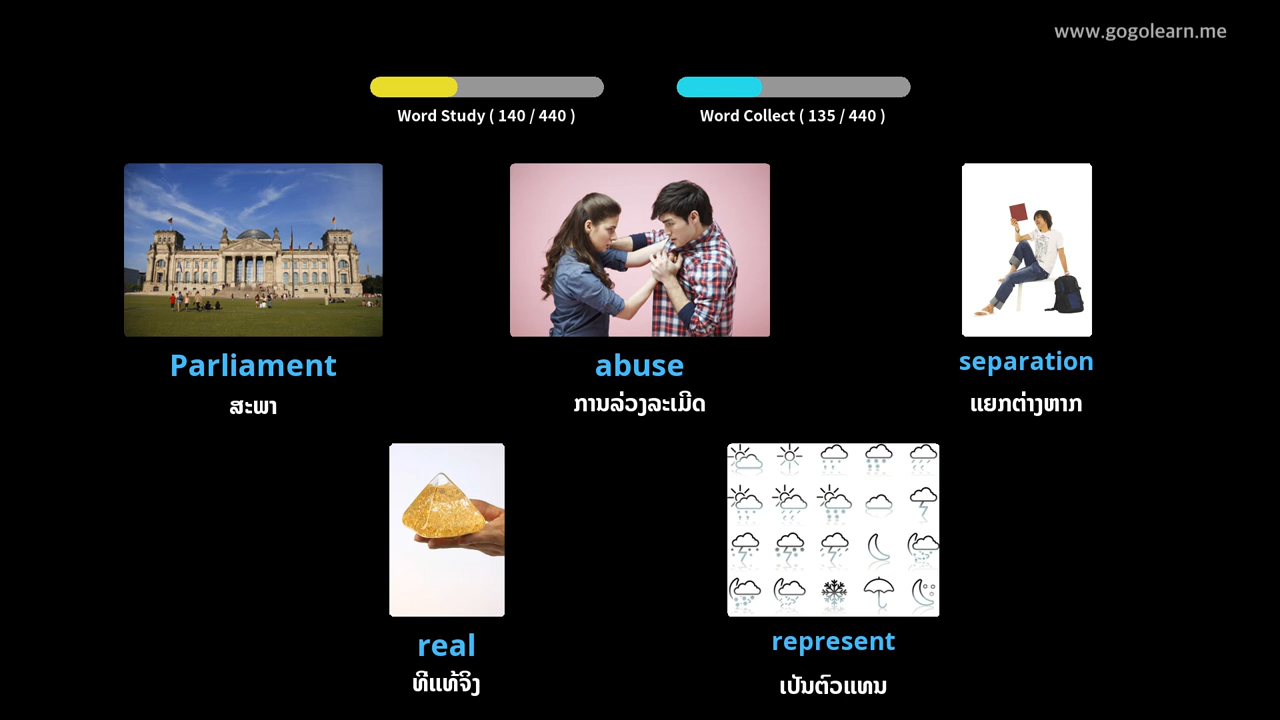 www.gogolearn.me
Word Study ( 140 / 440 )
Word Collect ( 135 / 440 )
Parliament
ສະພາ
abuse
ການລ່ວງລະເມີດ
separation
ແຍກຕ່າງຫາກ
real
ທີ່ແທ້ຈິງ
represent
ເປັນຕົວແທນ